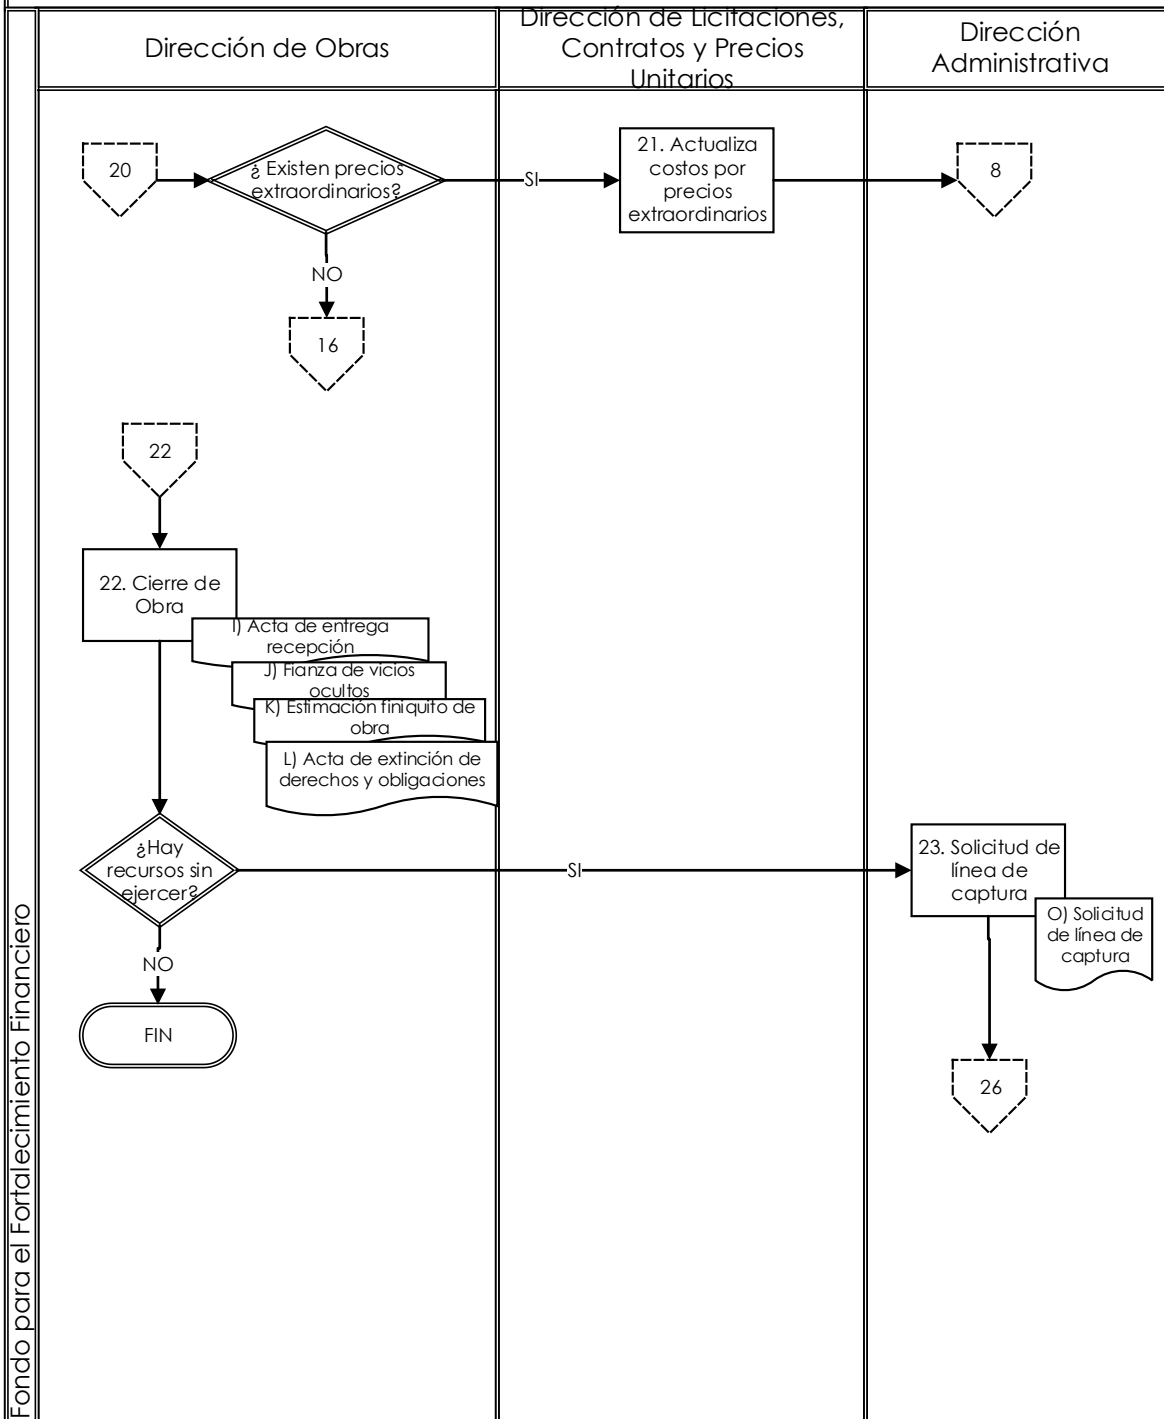 Dirección de Obras
Dirección de Licitaciones,
Contratos y Precios
Unitarios
Dirección
Administrativa
20
¿ Existen precios
extraordinarios?
SI
21. Actualiza
costos por
precios
extraordinarios
8
NO
16
22
22. Cierre de
Obra
I) Acta de entrega
recepción
J) Fianza de vicios
ocultos
K) Estimación finiquito de
obra
L) Acta de extinción de
derechos y obligaciones
¿Hay
recursos sin
ejercer?
SI
23. Solicitud de
línea de
captura
O) Solicitud
de línea de
captura
NO
FIN
26
Fondo para el Fortalecimiento Financiero